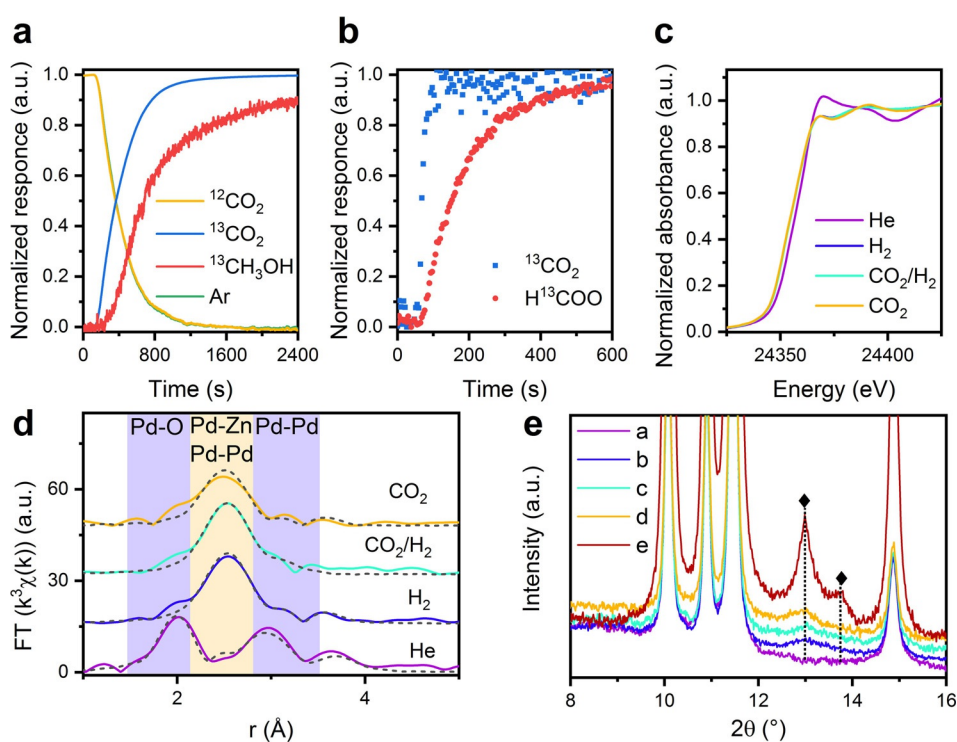 a
Normalized responce (a.u.)
1.0
0.8
0.6
0.4
0.2
0.0
¹²CO₂
¹³CO₂
¹³CH₃OH
Ar
0 800 1600 2400
Time (s)
b
Normalized responce (a.u.)
1.0
0.8
0.6
0.4
0.2
0.0
¹³CO₂
H¹³COO
0 200 400 600
Time (s)
c
Normalized absorbance (a.u.)
1.0
0.8
0.6
0.4
0.2
0.0
He
H₂
CO₂/H₂
CO₂
24350 24400
Energy (eV)
d
FT (k³χ(k)) (a.u.)
60
30
0
Pd-O Pd-Zn Pd-Pd
Pd-Pd
CO₂
CO₂/H₂
H₂
He
2 4
r (Å)
e
Intensity (a.u.)
a
b
c
d
e
8 10 12 14 16
2θ (°)